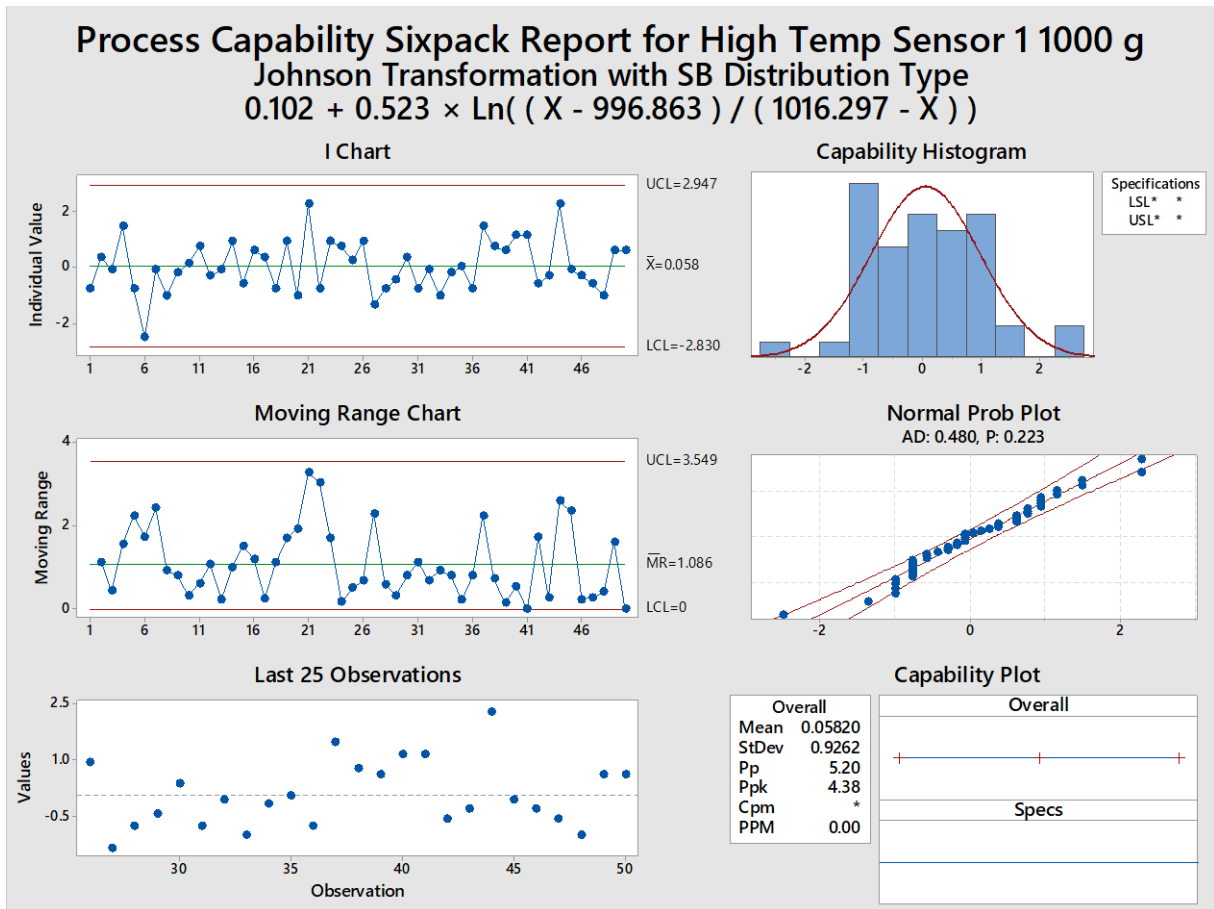 Process Capability Sixpack Report for High Temp Sensor 1 1000 g
Johnson Transformation with SB Distribution Type
0.102 + 0.523 × Ln( ( X - 996.863 ) / ( 1016.297 - X ) )
I Chart
Individual Value
2
0
-2
1 6 11 16 21 26 31 36 41 46
UCL=2.947
X̄=0.058
LCL=-2.830
Capability Histogram
-2 -1 0 1 2
Specifications
LSL* *
USL* *
Moving Range Chart
Moving Range
4
2
0
1 6 11 16 21 26 31 36 41 46
UCL=3.549
M̅R̅=1.086
LCL=0
Normal Prob Plot
AD: 0.480, P: 0.223
-2 0 2
Last 25 Observations
Values
2.5
1.0
-0.5
30 35 40 45 50
Observation
Capability Plot
Overall
Mean 0.05820
StDev 0.9262
Pp 5.20
Ppk 4.38
Cpm *
PPM 0.00
Overall
Specs